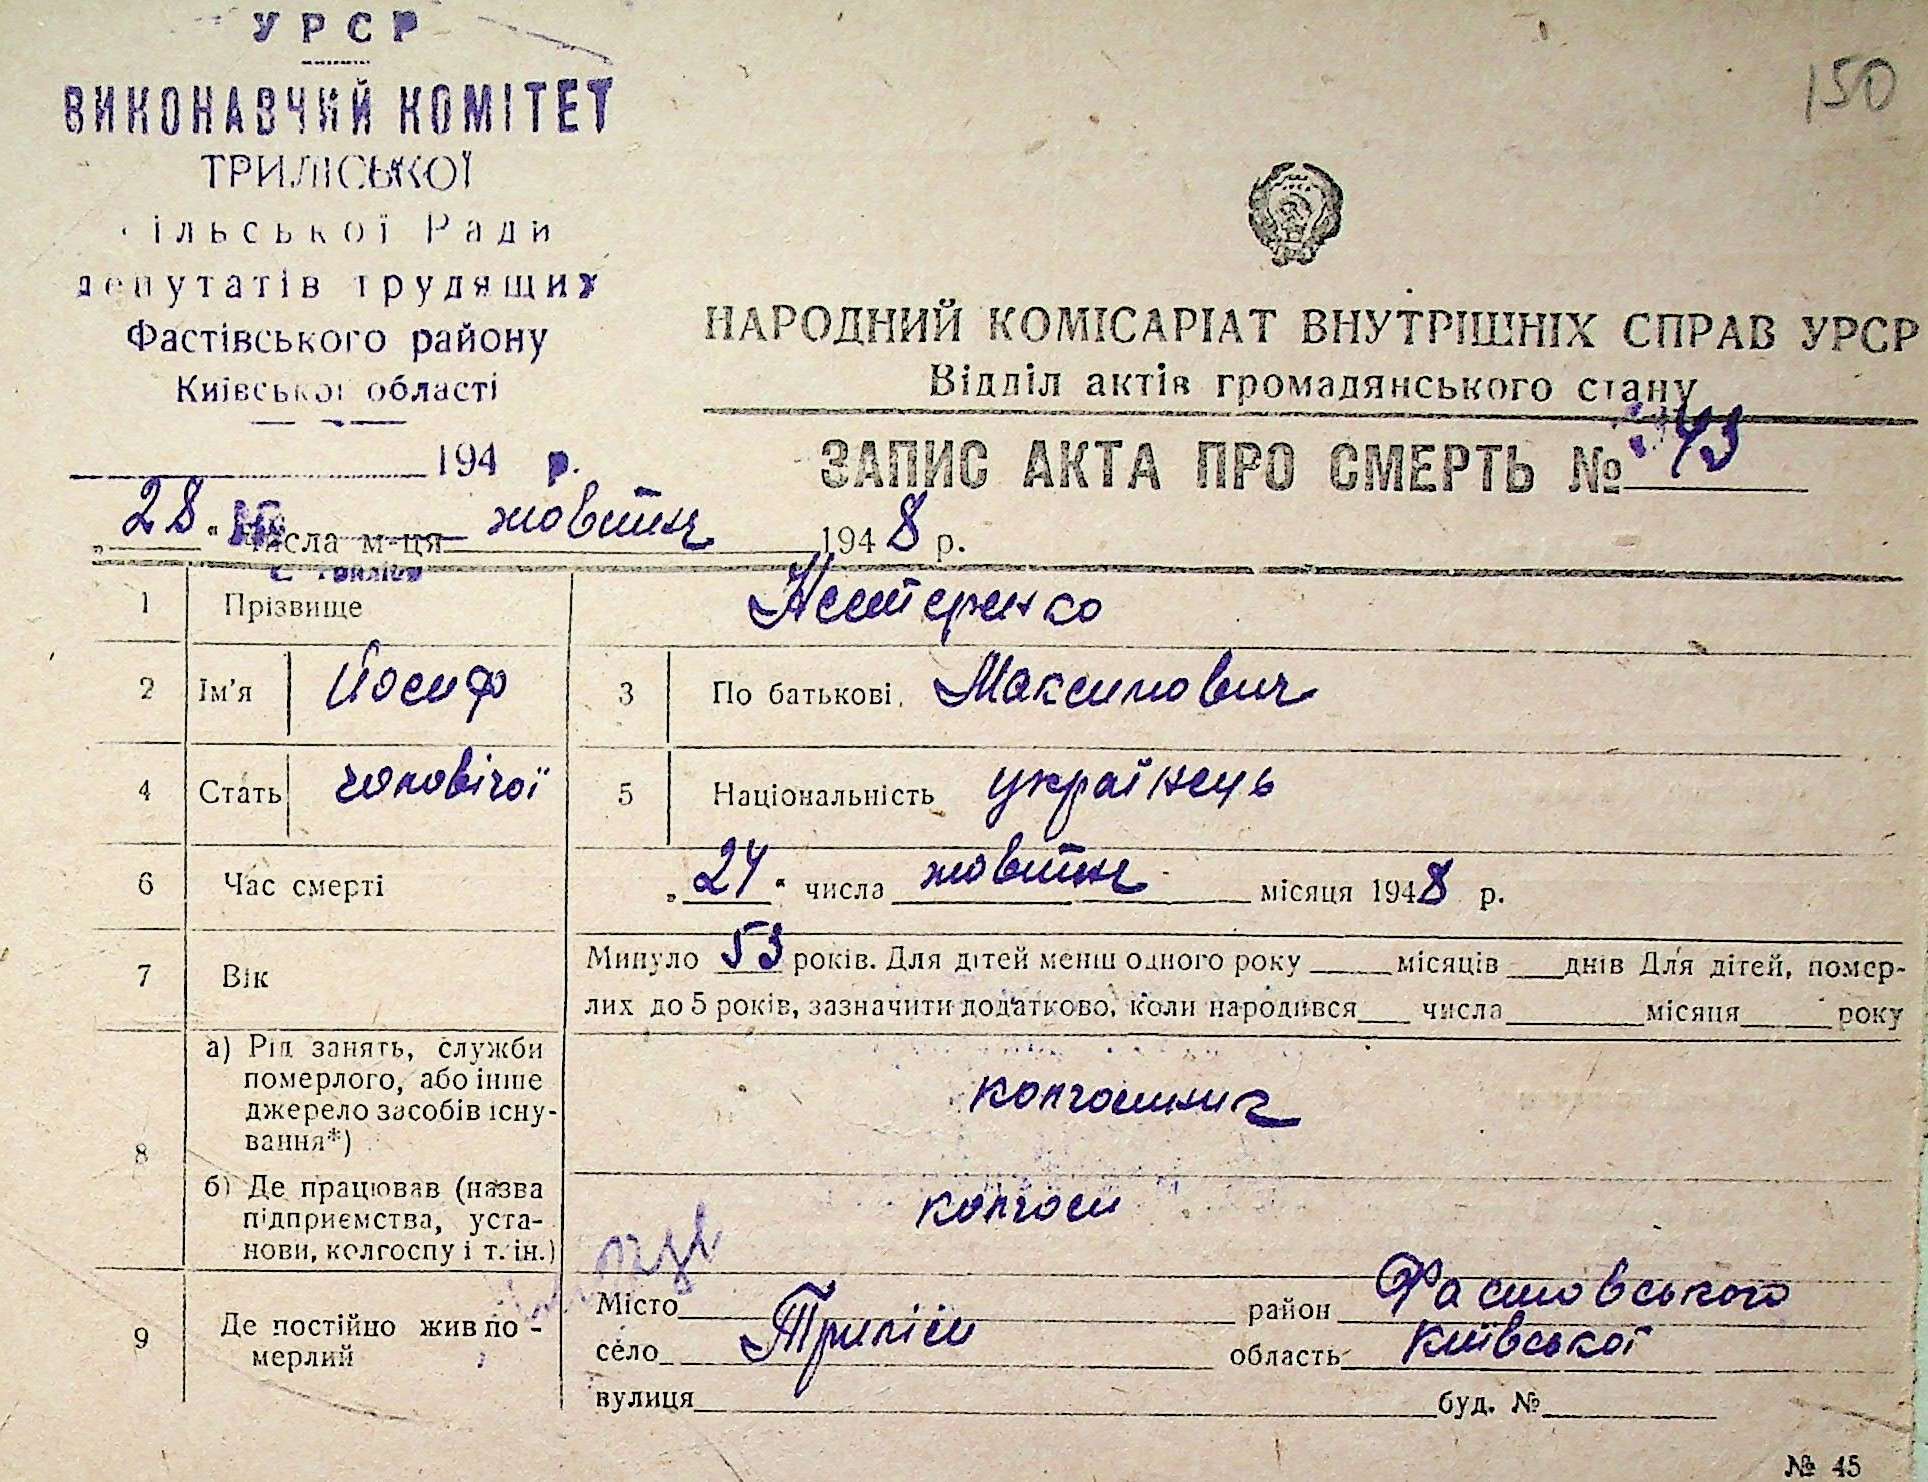 УРСР
ВИКОНАВЧИЙ КОМІТЕТ
ТРИЛІСЬКОЇ
ільської Ради
депутатів трудящих
Фастівського району
Київської області
194 р.
150
НАРОДНИЙ КОМІСАРІАТ ВНУТРІШНІХ СПРАВ УРСР
Відділ актів громадянського стану
ЗАПИС АКТА ПРО СМЕРТЬ № 43
„28“ числа м-ця жовтня 1948 р.
1 Прізвище Нестеренко
2 Ім'я Йосиф 3 По батькові Максимович
4 Стать чоловічої 5 Національність українець
6 Час смерті „24“ числа жовтня місяця 1948 р.
7 Вік Минуло 53 років. Для дітей менш одного року місяців днів Для дітей, помер-
лих до 5 років, зазначити додатково, коли народився числа місяця року
8 а) Рід занять, служби
померлого, або інше
джерело засобів існу-
вання*)
колгоспник
б) Де працював (назва
підприємства, уста-
нови, колгоспу і т. ін.)
колгосп
9 Де постійно жив по-
мерлий
Місто район Фастовського
село Триліси область Київської
вулиця буд. №
№ 45